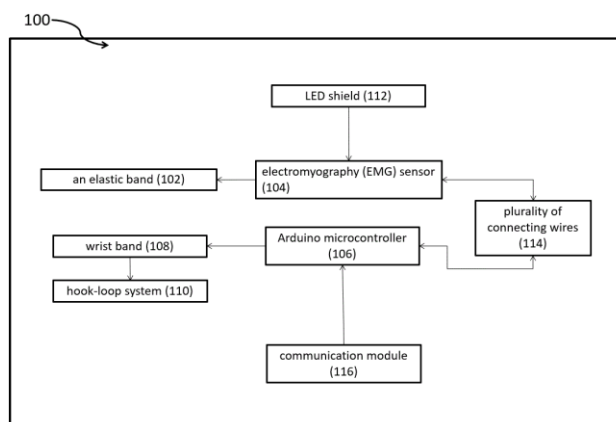 100
LED shield (112)
electromyography (EMG) sensor
(104)
an elastic band (102)
plurality of
connecting wires
(114)
Arduino microcontroller
(106)
wrist band (108)
hook-loop system (110)
communication module
(116)